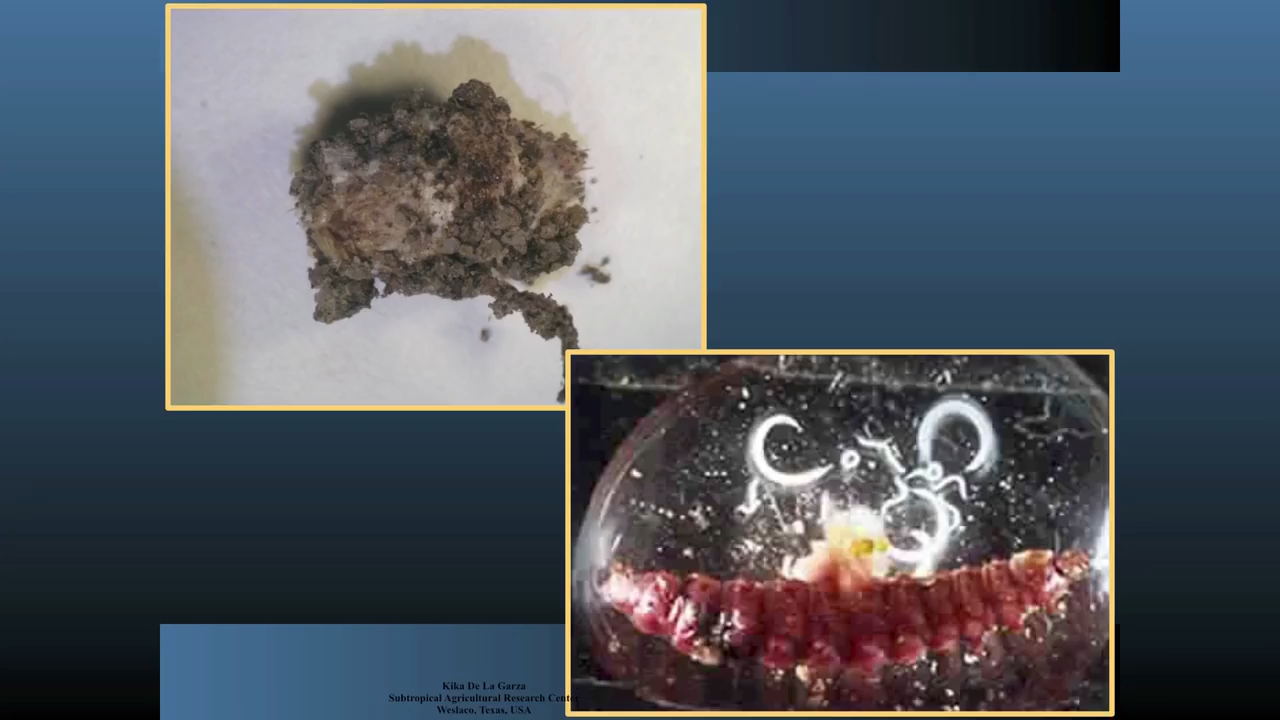 Kika De La Garza
Subtropical Agricultural Research Center
Weslaco, Texas, USA